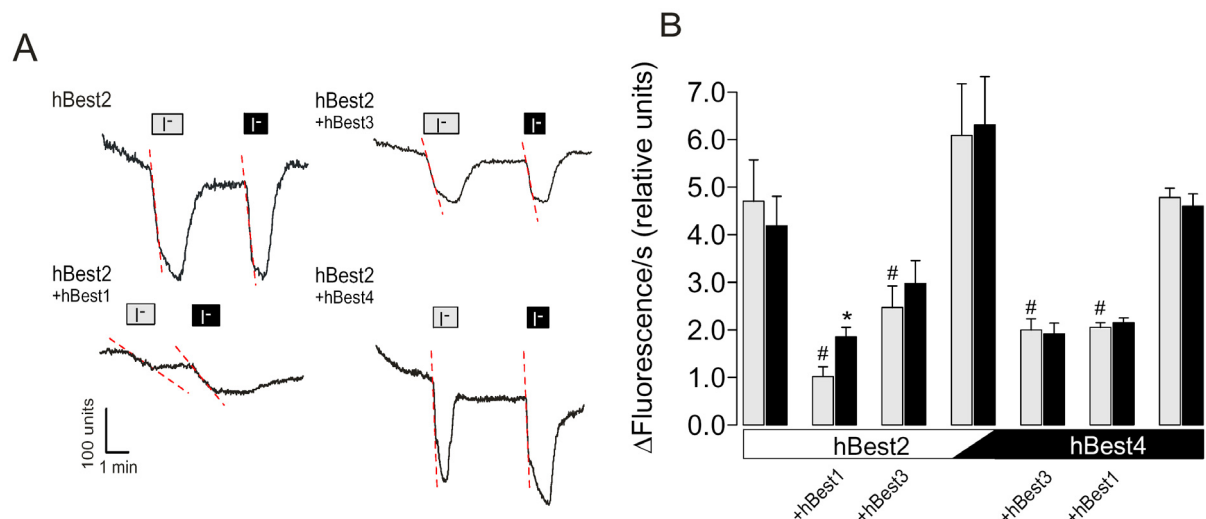 A
hBest2
I-
I-
hBest2
+hBest3
I-
I-
hBest2
+hBest1
I-
I-
hBest2
+hBest4
I-
I-
100 units
1 min
B
ΔFluorescence/s (relative units)
7.0
6.0
5.0
4.0
3.0
2.0
1.0
0.0
#
*
#
#
#
hBest2
hBest4
+hBest1
+hBest3
+hBest3
+hBest1